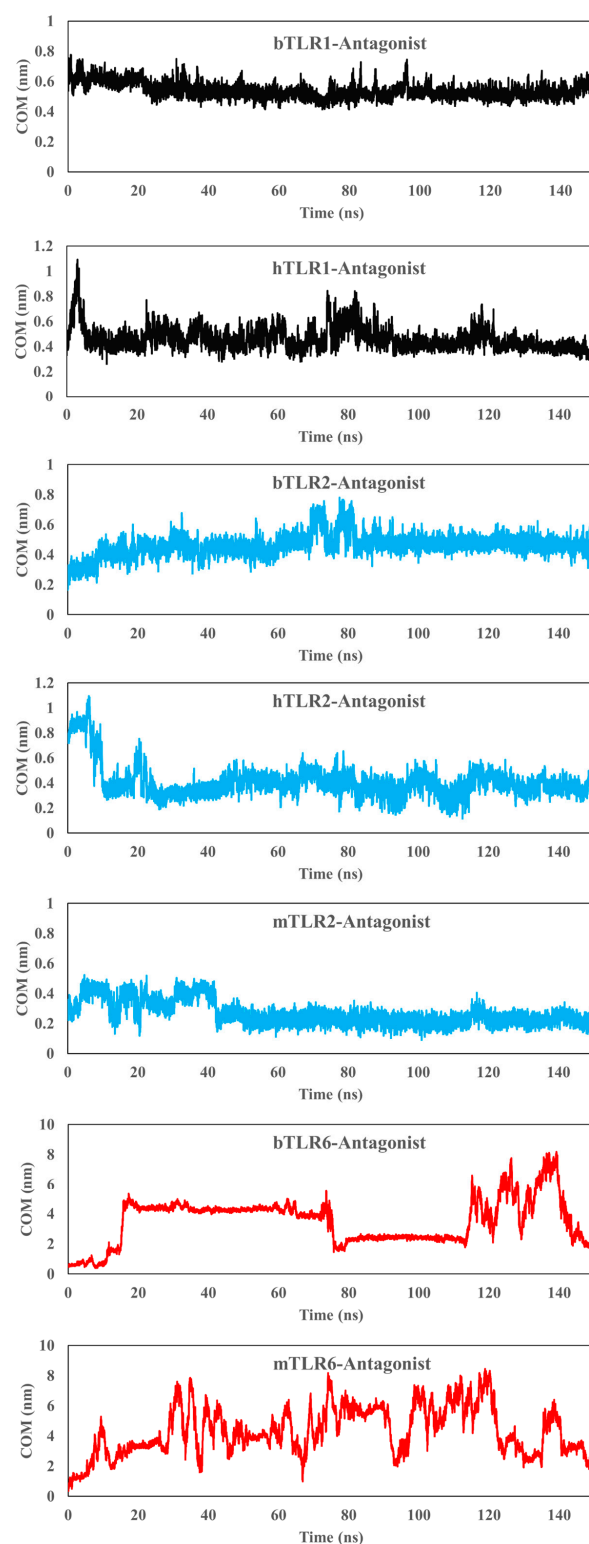 bTLR1-Antagonist
COM (nm)
1
0.8
0.6
0.4
0.2
0
0 20 40 60 80 100 120 140
Time (ns)
hTLR1-Antagonist
COM (nm)
1.2
1
0.8
0.6
0.4
0.2
0
0 20 40 60 80 100 120 140
Time (ns)
bTLR2-Antagonist
COM (nm)
1
0.8
0.6
0.4
0.2
0
0 20 40 60 80 100 120 140
Time (ns)
hTLR2-Antagonist
COM (nm)
1.2
1
0.8
0.6
0.4
0.2
0
0 20 40 60 80 100 120 140
Time (ns)
mTLR2-Antagonist
COM (nm)
1
0.8
0.6
0.4
0.2
0
0 20 40 60 80 100 120 140
Time (ns)
bTLR6-Antagonist
COM (nm)
10
8
6
4
2
0
0 20 40 60 80 100 120 140
Time (ns)
mTLR6-Antagonist
COM (nm)
10
8
6
4
2
0
0 20 40 60 80 100 120 140
Time (ns)